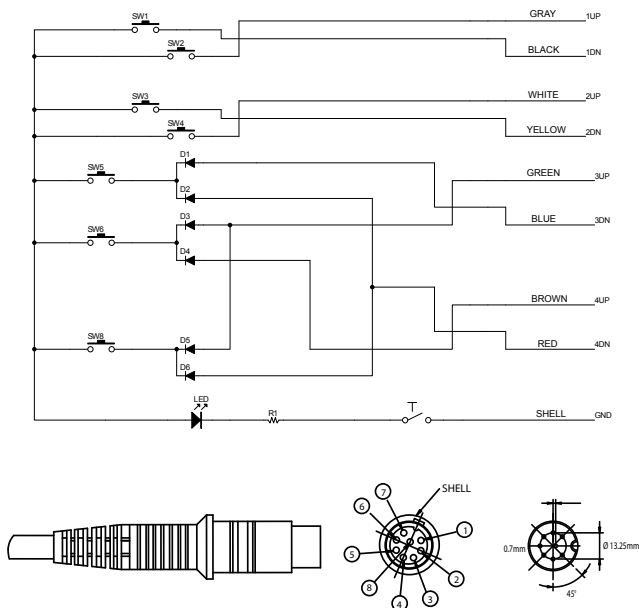 SW1
GRAY 1UP
SW2
BLACK 1DN
SW3
WHITE 2UP
SW4
YELLOW 2DN
D1
SW5
GREEN 3UP
D2
D3
BLUE 3DN
SW6
D4
BROWN 4UP
D5
SW8
RED 4DN
D6
LED
R1
SHELL GND
SHELL
7
6
1
5
2
8
3
4
0.7mm
Ø 13.25mm
45°